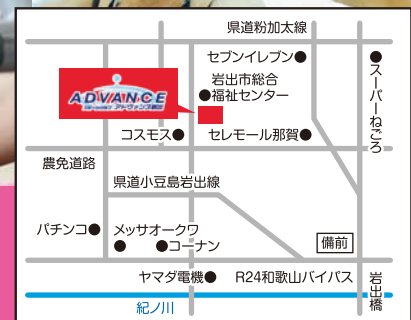 県道粉加太線
セブンイレブン●
岩出市総合
●福祉センター
●スーパーねごろ
ADVANCE
アドヴァンス
コスモス●
セレモール那賀●
農免道路
県道小豆島岩出線
パチンコ●
メッサオークワ
●
●コーナン
備前
ヤマダ電機●
R24和歌山バイパス
岩出橋
紀ノ川